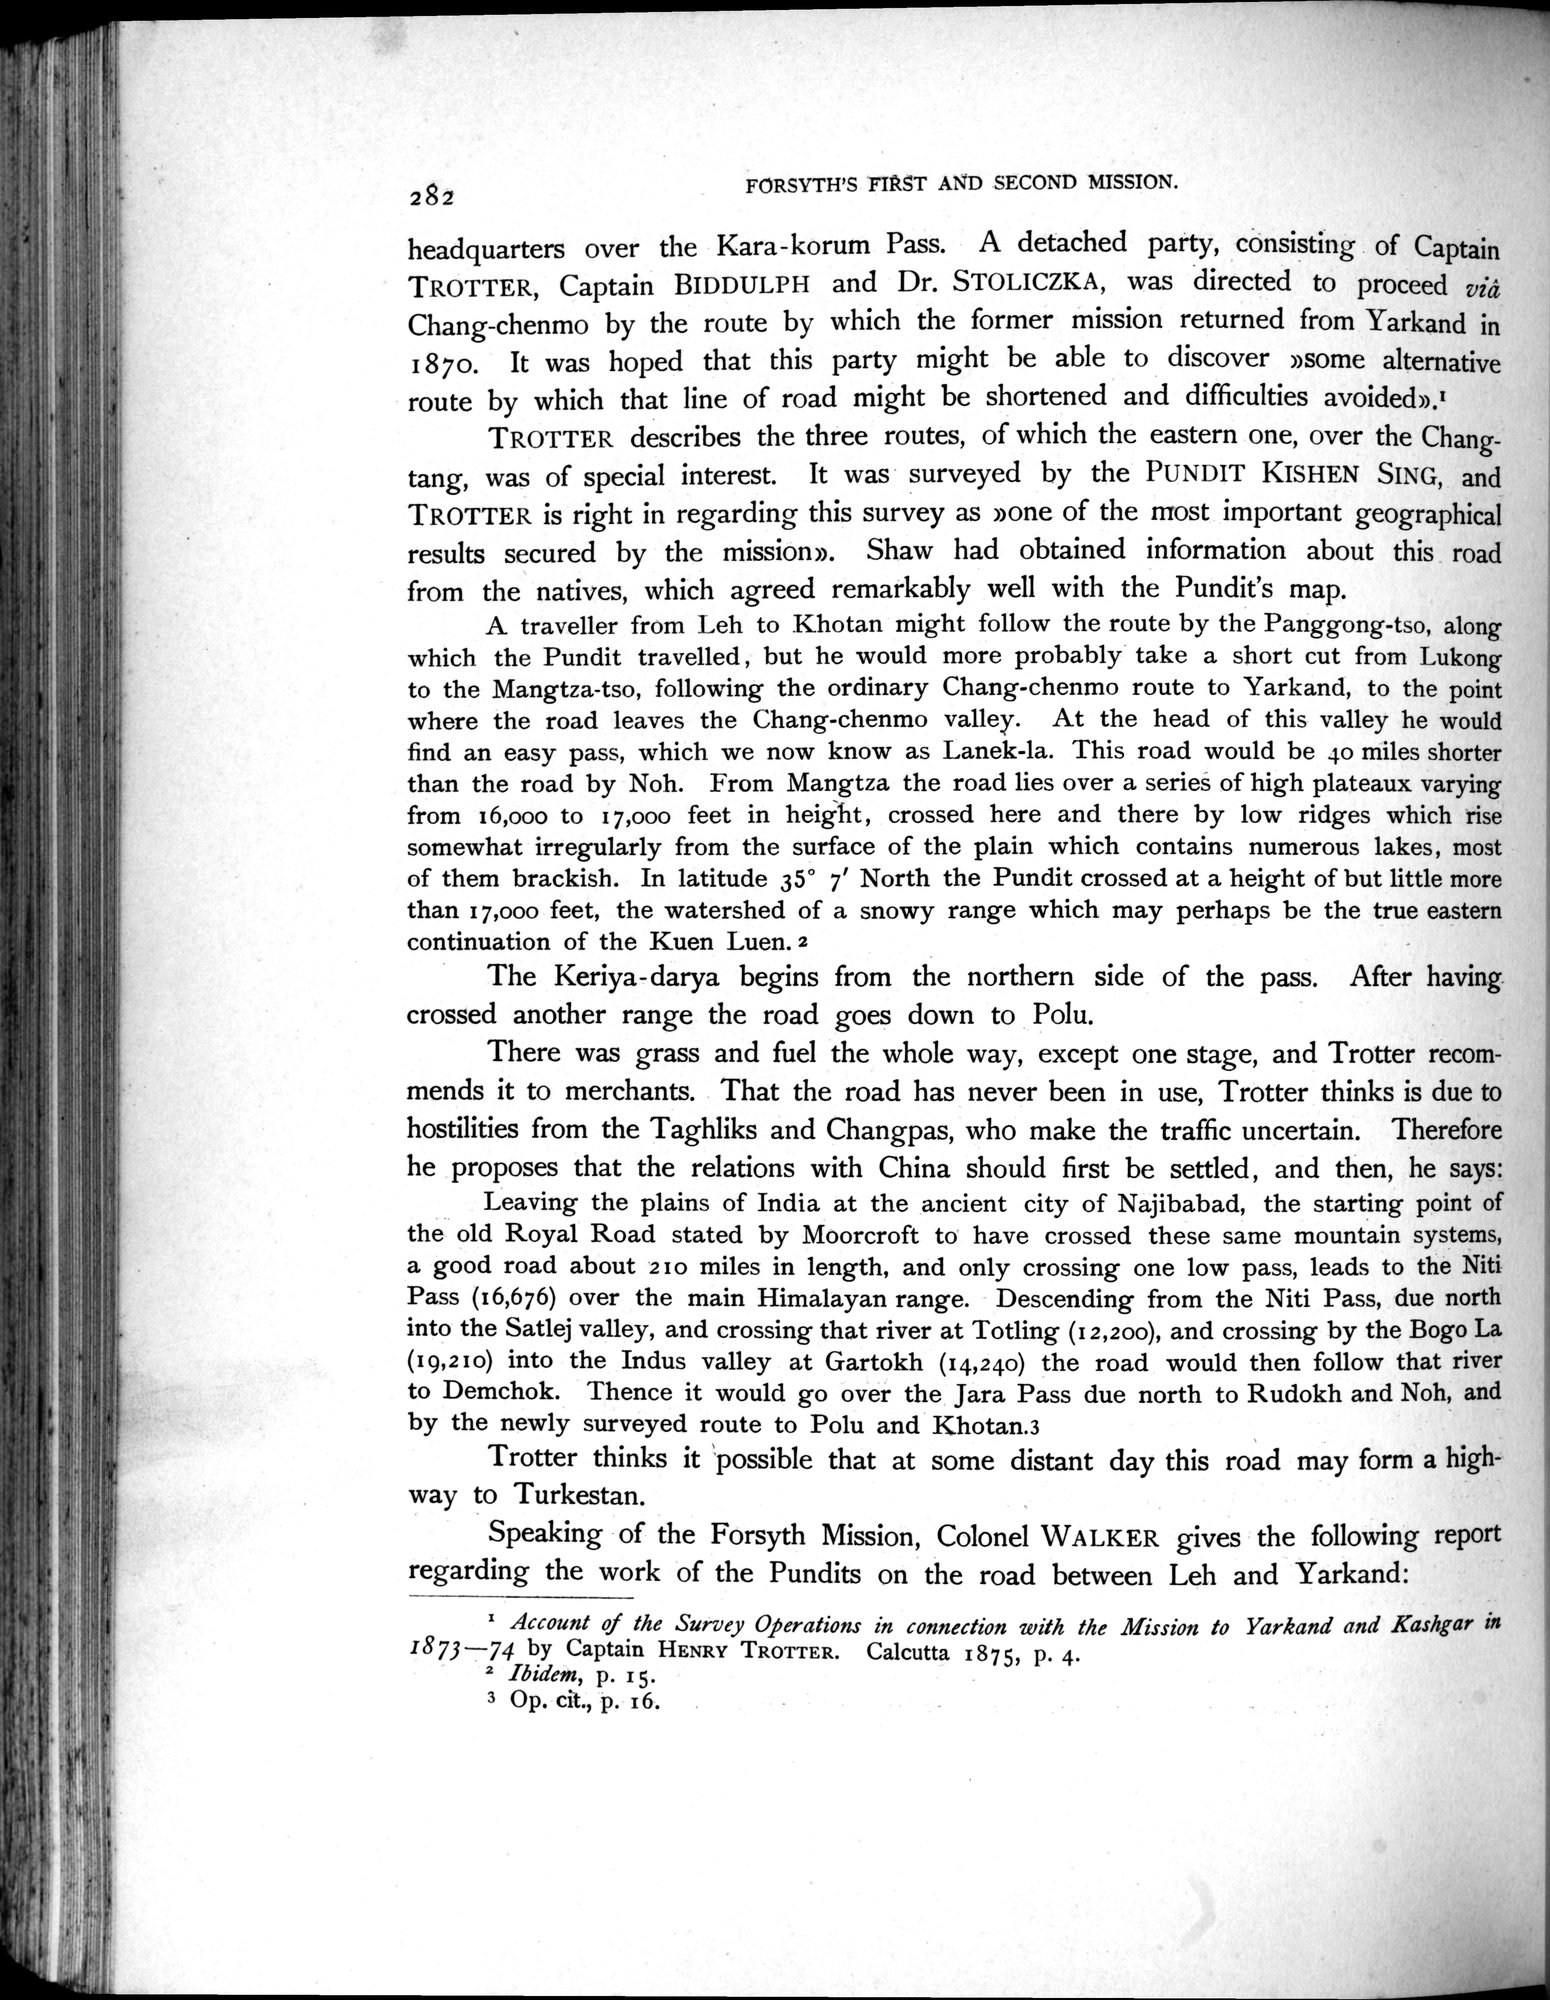 282
FORSYTH'S FIRST AND SECOND MISSION.
headquarters over the Kara-korum Pass. A detached party, consisting of Captain
TROTTER, Captain BIDDULPH and Dr. STOLICZKA, was directed to proceed viâ
Chang-chenmo by the route by which the former mission returned from Yarkand in
1870. It was hoped that this party might be able to discover »some alternative
route by which that line of road might be shortened and difficulties avoided».¹
TROTTER describes the three routes, of which the eastern one, over the Chang-
tang, was of special interest. It was surveyed by the PUNDIT KISHEN SING, and
TROTTER is right in regarding this survey as »one of the most important geographical
results secured by the mission». Shaw had obtained information about this road
from the natives, which agreed remarkably well with the Pundit's map.
A traveller from Leh to Khotan might follow the route by the Panggong-tso, along
which the Pundit travelled, but he would more probably take a short cut from Lukong
to the Mangtza-tso, following the ordinary Chang-chenmo route to Yarkand, to the point
where the road leaves the Chang-chenmo valley. At the head of this valley he would
find an easy pass, which we now know as Lanek-la. This road would be 40 miles shorter
than the road by Noh. From Mangtza the road lies over a series of high plateaux varying
from 16,000 to 17,000 feet in height, crossed here and there by low ridges which rise
somewhat irregularly from the surface of the plain which contains numerous lakes, most
of them brackish. In latitude 35° 7′ North the Pundit crossed at a height of but little more
than 17,000 feet, the watershed of a snowy range which may perhaps be the true eastern
continuation of the Kuen Luen.²
The Keriya-darya begins from the northern side of the pass. After having
crossed another range the road goes down to Polu.
There was grass and fuel the whole way, except one stage, and Trotter recom-
mends it to merchants. That the road has never been in use, Trotter thinks is due to
hostilities from the Taghliks and Changpas, who make the traffic uncertain. Therefore
he proposes that the relations with China should first be settled, and then, he says:
Leaving the plains of India at the ancient city of Najibabad, the starting point of
the old Royal Road stated by Moorcroft to have crossed these same mountain systems,
a good road about 210 miles in length, and only crossing one low pass, leads to the Niti
Pass (16,676) over the main Himalayan range. Descending from the Niti Pass, due north
into the Satlej valley, and crossing that river at Totling (12,200), and crossing by the Bogo La
(19,210) into the Indus valley at Gartokh (14,240) the road would then follow that river
to Demchok. Thence it would go over the Jara Pass due north to Rudokh and Noh, and
by the newly surveyed route to Polu and Khotan.³
Trotter thinks it possible that at some distant day this road may form a high-
way to Turkestan.
Speaking of the Forsyth Mission, Colonel WALKER gives the following report
regarding the work of the Pundits on the road between Leh and Yarkand:
¹ Account of the Survey Operations in connection with the Mission to Yarkand and Kashgar in
1873—74 by Captain HENRY TROTTER. Calcutta 1875, p. 4.
² Ibidem, p. 15.
³ Op. cit., p. 16.